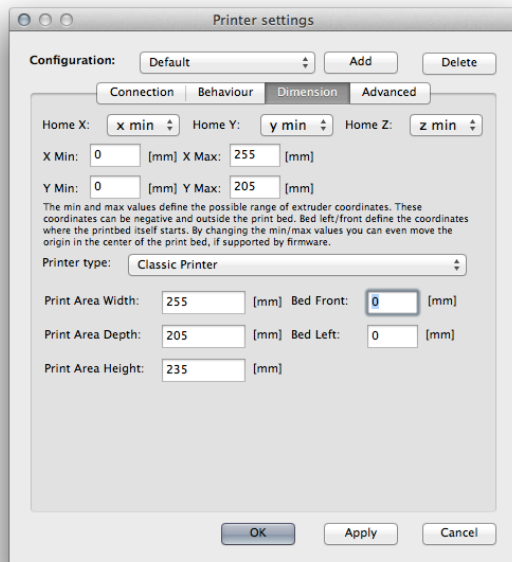 Printer settings
Configuration: Default Add Delete
Connection Behaviour Dimension Advanced
Home X: x min Home Y: y min Home Z: z min
X Min: 0 [mm] X Max: 255 [mm]
Y Min: 0 [mm] Y Max: 205 [mm]
The min and max values define the possible range of extruder coordinates. These
coordinates can be negative and outside the print bed. Bed left/front define the coordinates
where the printbed itself starts. By changing the min/max values you can even move the
origin in the center of the print bed, if supported by firmware.
Printer type: Classic Printer
Print Area Width: 255 [mm] Bed Front: 0 [mm]
Print Area Depth: 205 [mm] Bed Left: 0 [mm]
Print Area Height: 235 [mm]
OK Apply Cancel